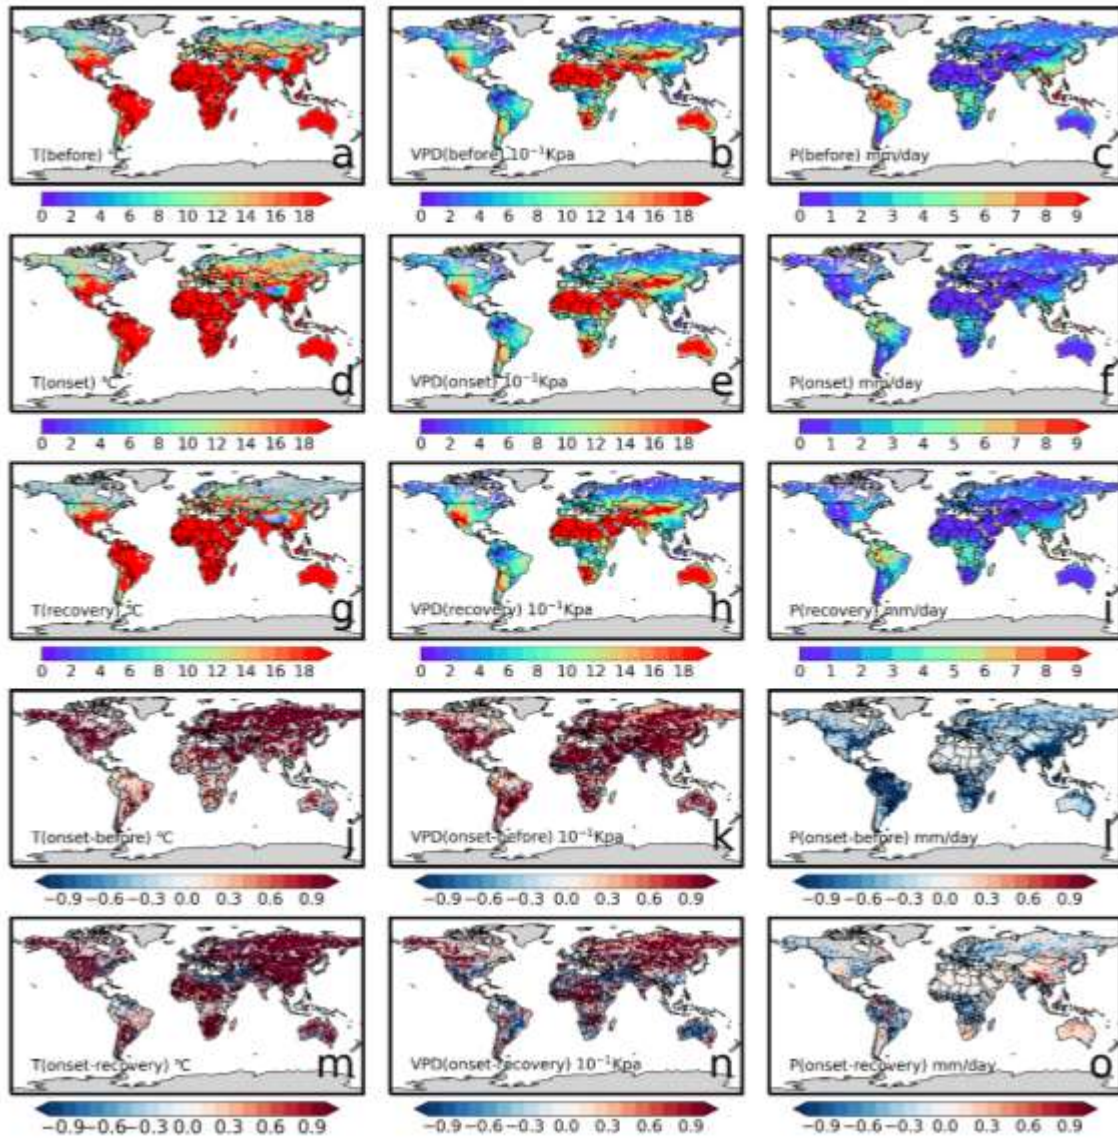 T(before) ℃ a
VPD(before) 10⁻¹Kpa b
P(before) mm/day c
0 2 4 6 8 10 12 14 16 18
0 2 4 6 8 10 12 14 16 18
0 1 2 3 4 5 6 7 8 9
T(onset) ℃ d
VPD(onset) 10⁻¹Kpa e
P(onset) mm/day f
0 2 4 6 8 10 12 14 16 18
0 2 4 6 8 10 12 14 16 18
0 1 2 3 4 5 6 7 8 9
T(recovery) ℃ g
VPD(recovery) 10⁻¹Kpa h
P(recovery) mm/day i
0 2 4 6 8 10 12 14 16 18
0 2 4 6 8 10 12 14 16 18
0 1 2 3 4 5 6 7 8 9
T(onset-before) ℃ j
VPD(onset-before) 10⁻¹Kpa k
P(onset-before) mm/day l
−0.9 −0.6 −0.3 0.0 0.3 0.6 0.9
−0.9 −0.6 −0.3 0.0 0.3 0.6 0.9
−0.9 −0.6 −0.3 0.0 0.3 0.6 0.9
T(onset-recovery) ℃ m
VPD(onset-recovery) 10⁻¹Kpa n
P(onset-recovery) mm/day o
−0.9 −0.6 −0.3 0.0 0.3 0.6 0.9
−0.9 −0.6 −0.3 0.0 0.3 0.6 0.9
−0.9 −0.6 −0.3 0.0 0.3 0.6 0.9